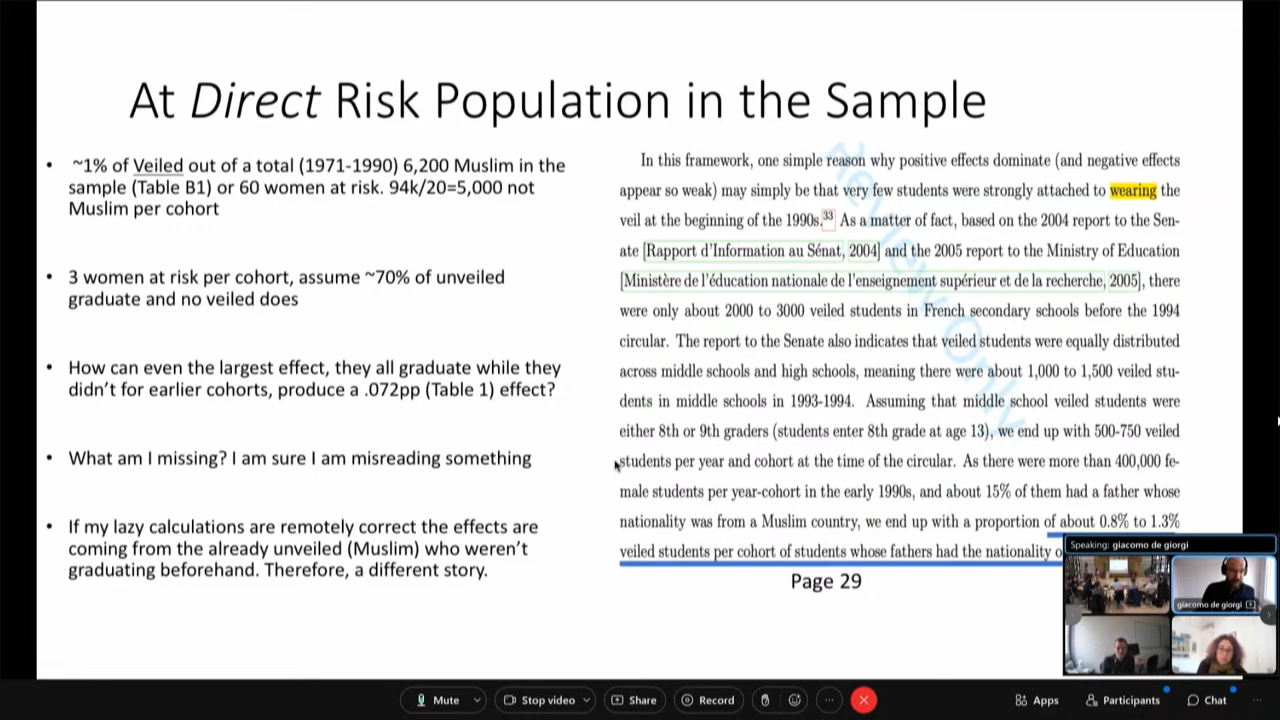 At Direct Risk Population in the Sample
• ~1% of Veiled out of a total (1971-1990) 6,200 Muslim in the
sample (Table B1) or 60 women at risk. 94k/20=5,000 not
Muslim per cohort
• 3 women at risk per cohort, assume ~70% of unveiled
graduate and no veiled does
• How can even the largest effect, they all graduate while they
didn't for earlier cohorts, produce a .072pp (Table 1) effect?
• What am I missing? I am sure I am misreading something
• If my lazy calculations are remotely correct the effects are
coming from the already unveiled (Muslim) who weren't
graduating beforehand. Therefore, a different story.
In this framework, one simple reason why positive effects dominate (and negative effects
appear so weak) may simply be that very few students were strongly attached to wearing the
veil at the beginning of the 1990s.33 As a matter of fact, based on the 2004 report to the Sen-
ate [Rapport d'Information au Sénat, 2004] and the 2005 report to the Ministry of Education
[Ministère de l'éducation nationale de l'enseignement supérieur et de la recherche, 2005], there
were only about 2000 to 3000 veiled students in French secondary schools before the 1994
circular. The report to the Senate also indicates that veiled students were equally distributed
across middle schools and high schools, meaning there were about 1,000 to 1,500 veiled stu-
dents in middle schools in 1993-1994. Assuming that middle school veiled students were
either 8th or 9th graders (students enter 8th grade at age 13), we end up with 500-750 veiled
students per year and cohort at the time of the circular. As there were more than 400,000 fe-
male students per year-cohort in the early 1990s, and about 15% of them had a father whose
nationality was from a Muslim country, we end up with a proportion of about 0.8% to 1.3%
veiled students per cohort of students whose fathers had the nationality o
Review Only
Page 29
Speaking: giacomo de giorgi
giacomo de giorgi
Mute
Stop video
Share
Record
Apps
Participants
Chat